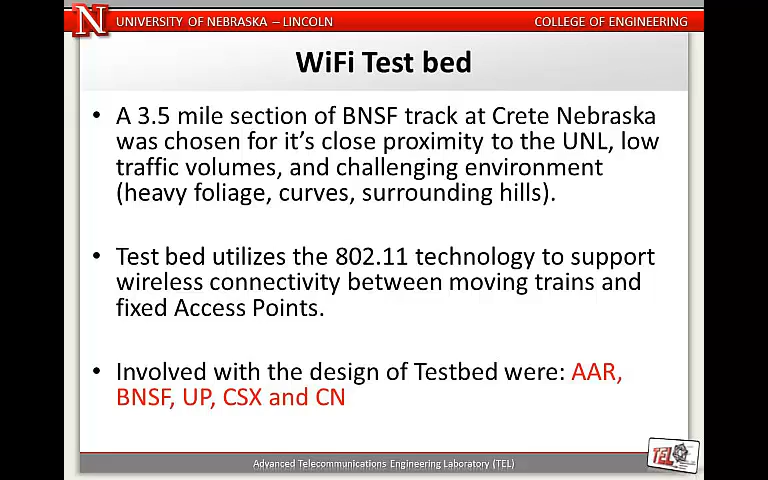 N UNIVERSITY OF NEBRASKA – LINCOLN COLLEGE OF ENGINEERING
WiFi Test bed
• A 3.5 mile section of BNSF track at Crete Nebraska
was chosen for it's close proximity to the UNL, low
traffic volumes, and challenging environment
(heavy foliage, curves, surrounding hills).
• Test bed utilizes the 802.11 technology to support
wireless connectivity between moving trains and
fixed Access Points.
• Involved with the design of Testbed were: AAR,
BNSF, UP, CSX and CN
Advanced Telecommunications Engineering Laboratory (TEL)
TEL